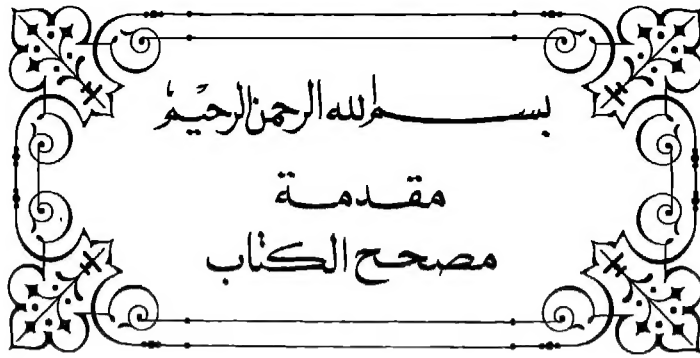 بسم الله الرحمن الرحيم
مقدمة
مصحح الكتاب